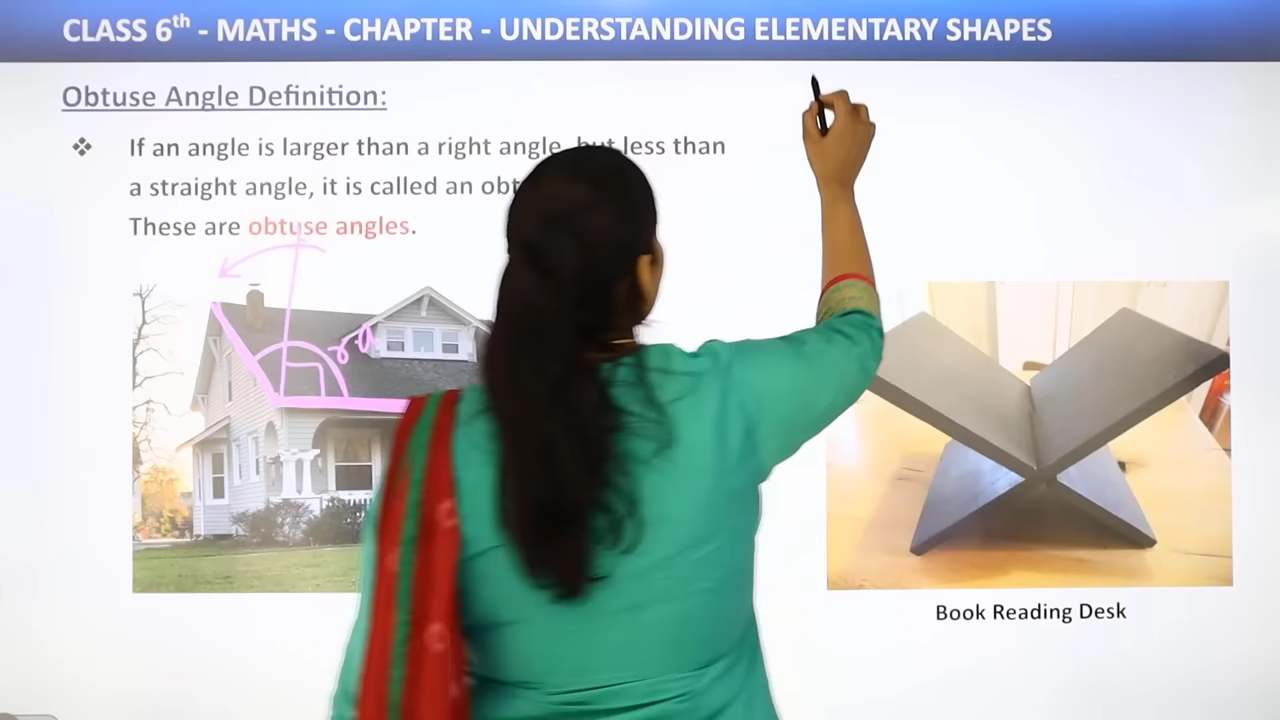 CLASS 6th - MATHS - CHAPTER - UNDERSTANDING ELEMENTARY SHAPES
Obtuse Angle Definition:
❖ If an angle is larger than a right angle, but less than
a straight angle, it is called an
These are obtuse angles.
Book Reading Desk